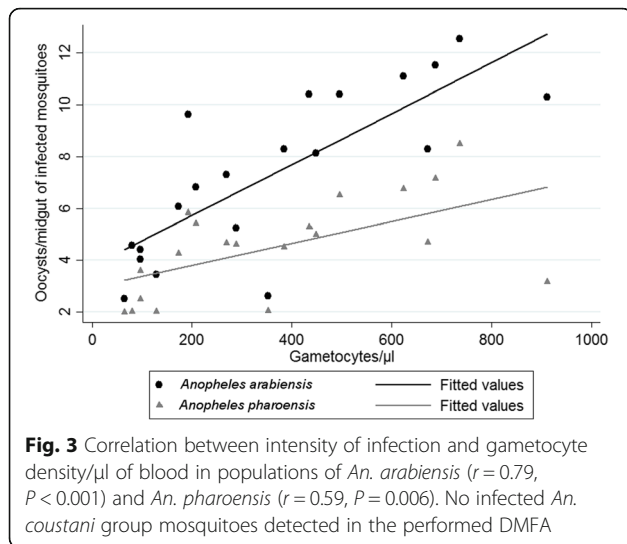 12
10
8
6
4
2
Oocysts/midgut of infected mosquitoes
0 200 400 600 800 1000
Gametocytes/µl
Anopheles arabiensis Fitted values
Anopheles pharoensis Fitted values
Fig. 3 Correlation between intensity of infection and gametocyte
density/µl of blood in populations of An. arabiensis (r = 0.79,
P < 0.001) and An. pharoensis (r = 0.59, P = 0.006). No infected An.
coustani group mosquitoes detected in the performed DMFA